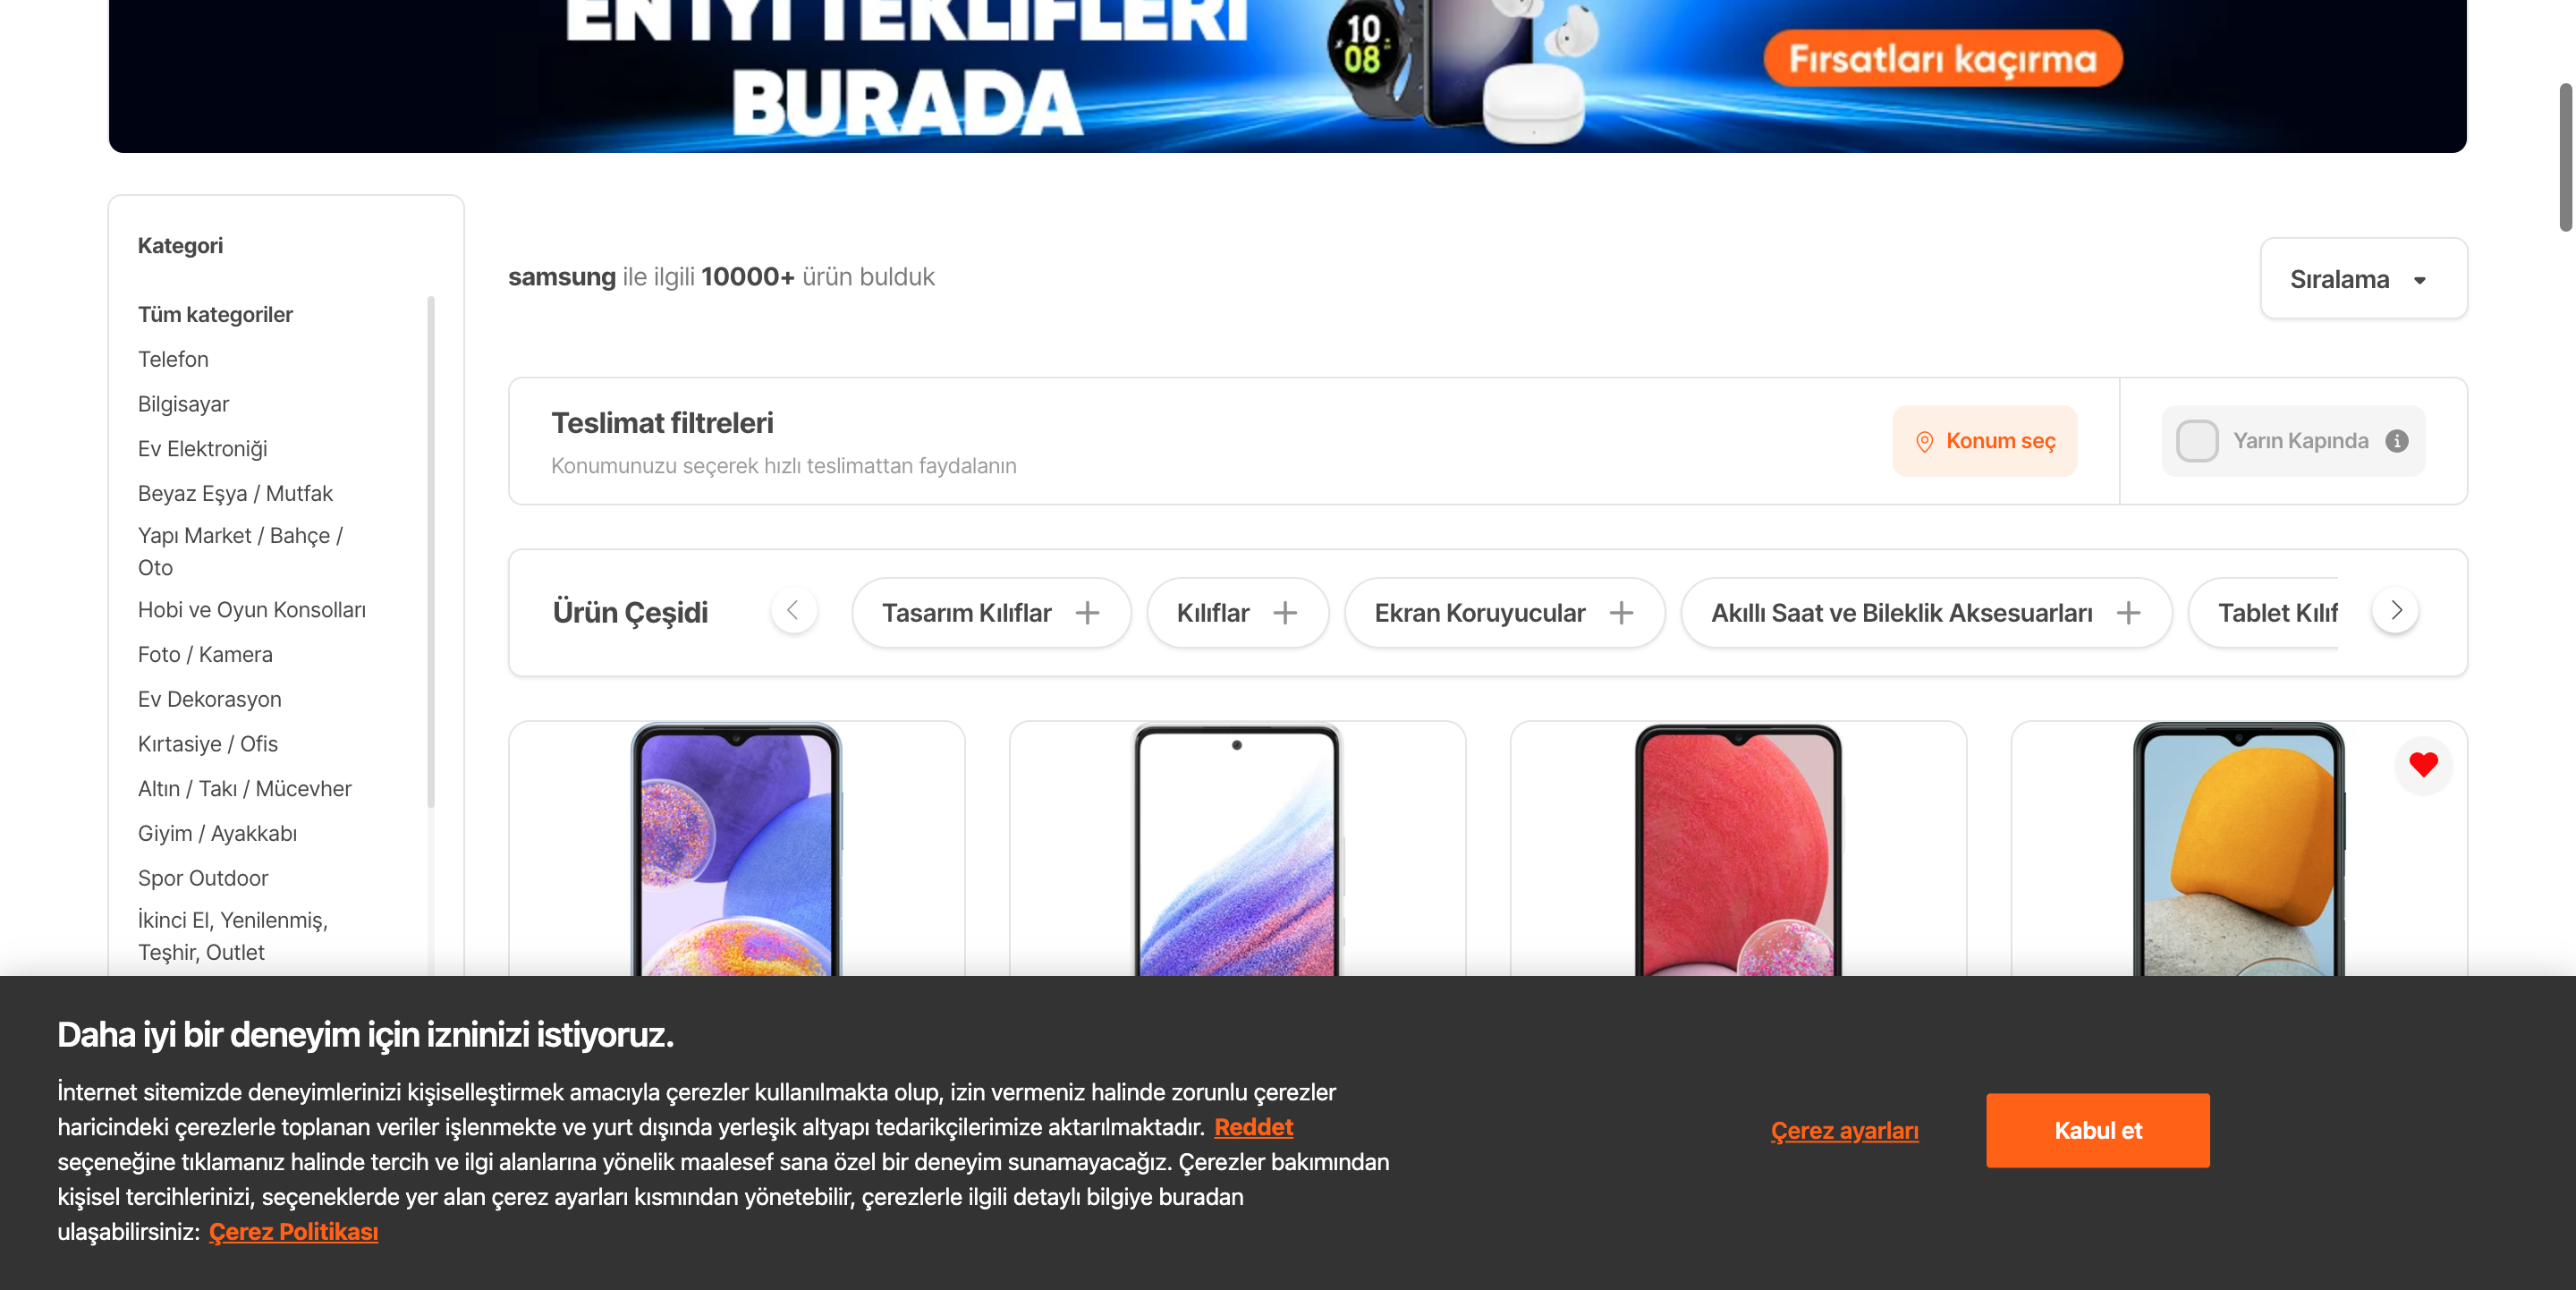 EN İYİ TEKLİFLERİ
BURADA
10
08
Fırsatları kaçırma
Kategori
Tüm kategoriler
Telefon
Bilgisayar
Ev Elektroniği
Beyaz Eşya / Mutfak
Yapı Market / Bahçe /
Oto
Hobi ve Oyun Konsolları
Foto / Kamera
Ev Dekorasyon
Kırtasiye / Ofis
Altın / Takı / Mücevher
Giyim / Ayakkabı
Spor Outdoor
İkinci El, Yenilenmiş,
Teşhir, Outlet
samsung ile ilgili 10000+ ürün bulduk
Sıralama
Teslimat filtreleri
Konumunuzu seçerek hızlı teslimattan faydalanın
Konum seç
Yarın Kapında
Ürün Çeşidi
Tasarım Kılıflar
Kılıflar
Ekran Koruyucular
Akıllı Saat ve Bileklik Aksesuarları
Tablet Kılıf
Daha iyi bir deneyim için izninizi istiyoruz.
İnternet sitemizde deneyimlerinizi kişiselleştirmek amacıyla çerezler kullanılmakta olup, izin vermeniz halinde zorunlu çerezler
haricindeki çerezlerle toplanan veriler işlenmekte ve yurt dışında yerleşik altyapı tedarikçilerimize aktarılmaktadır. Reddet
seçeneğine tıklamanız halinde tercih ve ilgi alanlarına yönelik maalesef sana özel bir deneyim sunamayacağız. Çerezler bakımından
kişisel tercihlerinizi, seçeneklerde yer alan çerez ayarları kısmından yönetebilir, çerezlerle ilgili detaylı bilgiye buradan
ulaşabilirsiniz: Çerez Politikası
Çerez ayarları
Kabul et